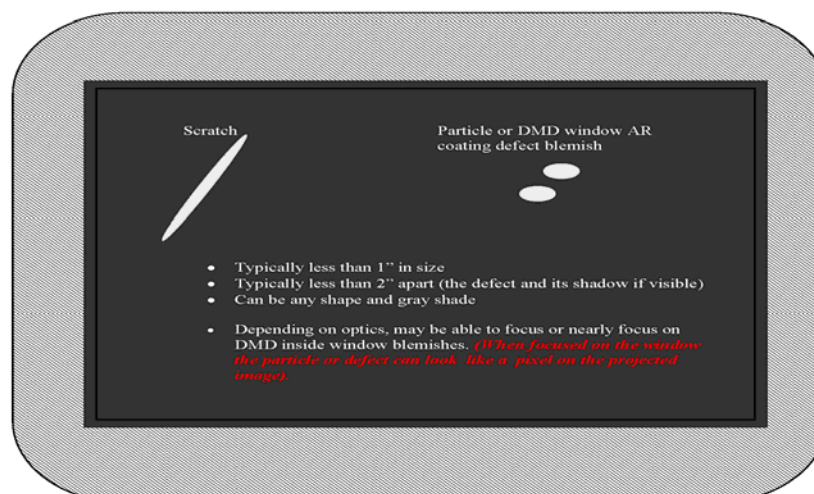 Scratch
Particle or DMD window AR
coating defect blemish
• Typically less than 1” in size
• Typically less than 2” apart (the defect and its shadow if visible)
• Can be any shape and gray shade
• Depending on optics, may be able to focus or nearly focus on
DMD inside window blemishes. (When focused on the window
the particle or defect can look like a pixel on the projected
image).